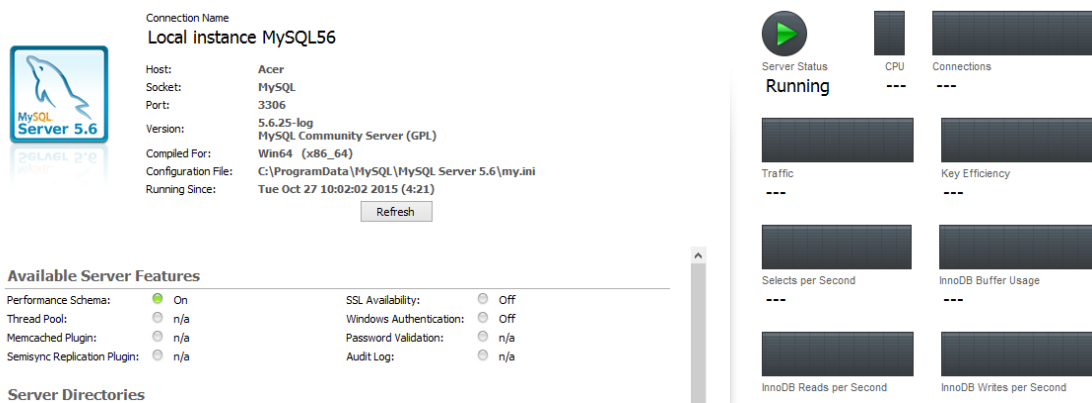 Connection Name
Local instance MySQL56
MySQL
Server 5.6
Host: Acer
Socket: MySQL
Port: 3306
Version: 5.6.25-log
MySQL Community Server (GPL)
Compiled For: Win64 (x86_64)
Configuration File: C:\ProgramData\MySQL\MySQL Server 5.6\my.ini
Running Since: Tue Oct 27 10:02:02 2015 (4:21)
Refresh
Available Server Features
Performance Schema: On SSL Availability: Off
Thread Pool: n/a Windows Authentication: Off
Memcached Plugin: n/a Password Validation: n/a
Semisync Replication Plugin: n/a Audit Log: n/a
Server Directories
Server Status CPU Connections
Running --- ---
Traffic Key Efficiency
--- ---
Selects per Second InnoDB Buffer Usage
--- ---
InnoDB Reads per Second InnoDB Writes per Second